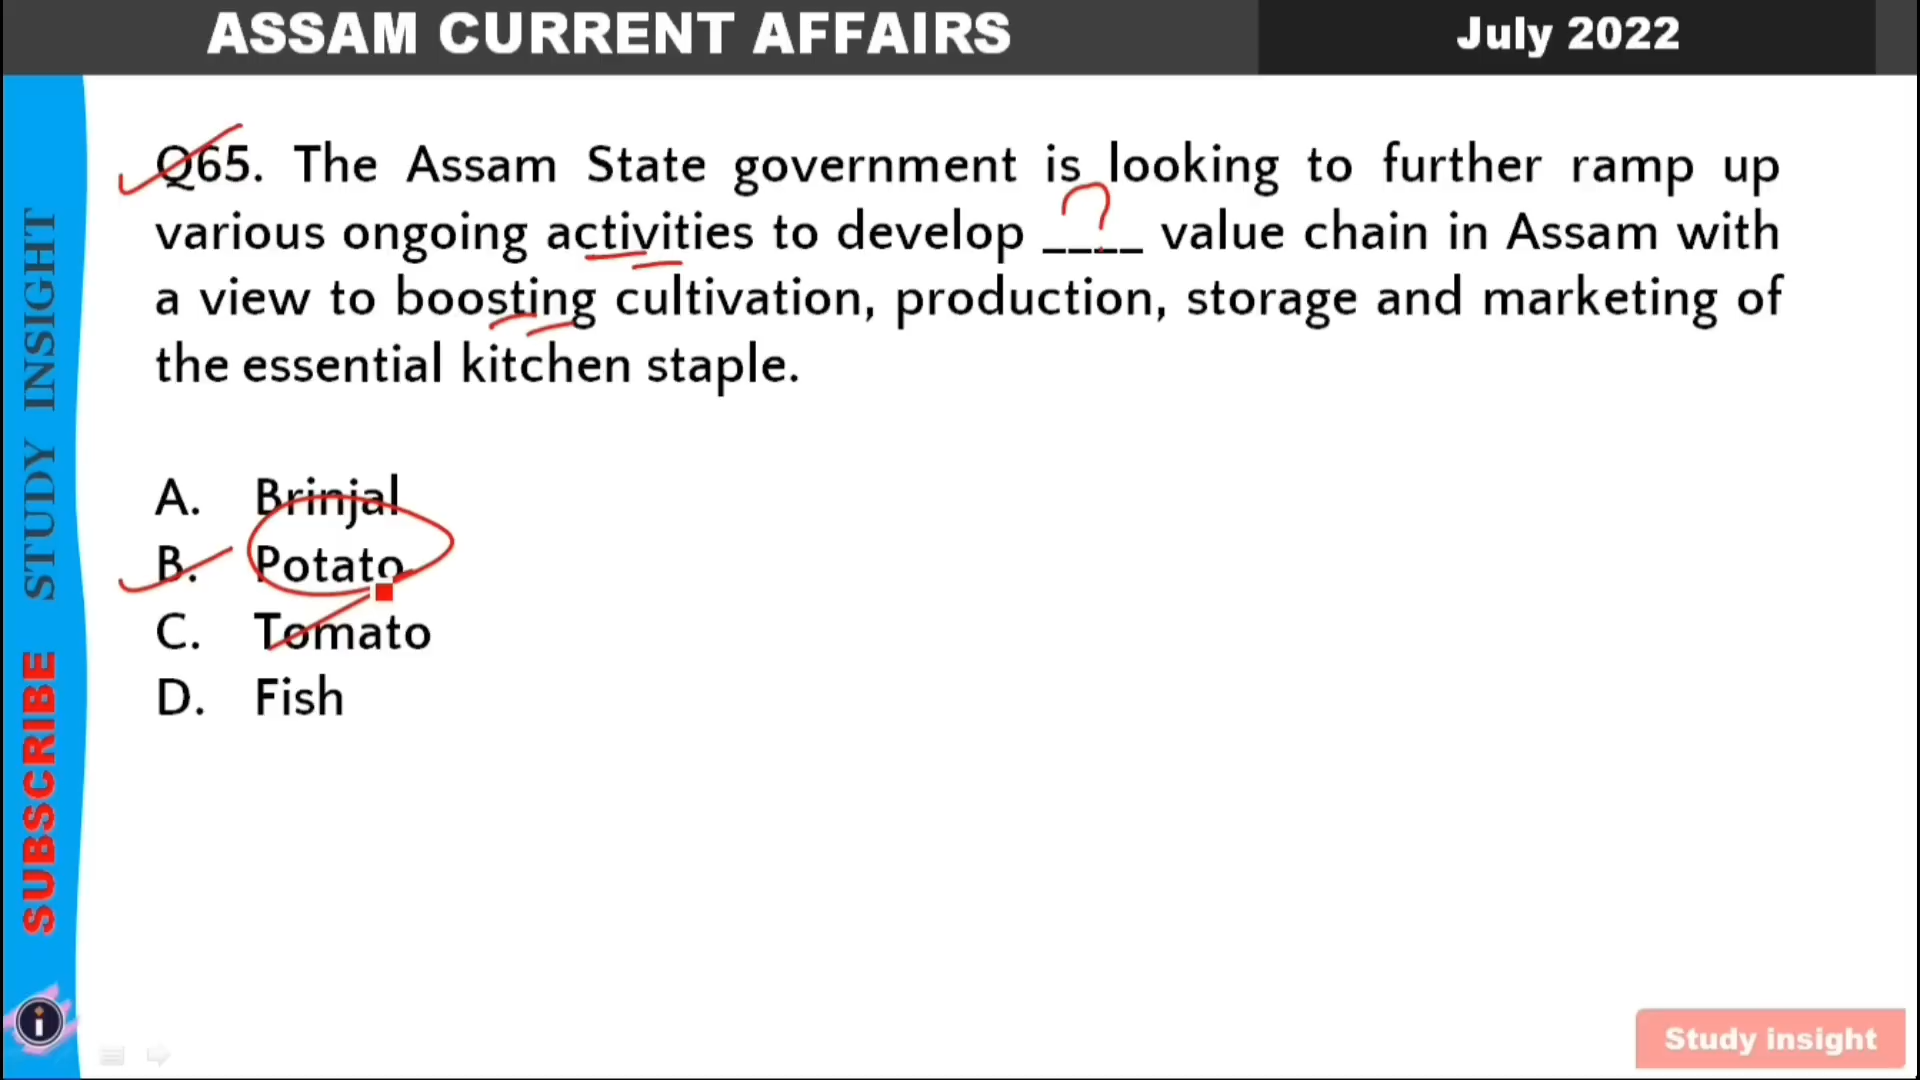 ASSAM CURRENT AFFAIRS
July 2022
Q65. The Assam State government is looking to further ramp up
various ongoing activities to develop ____ value chain in Assam with
a view to boosting cultivation, production, storage and marketing of
the essential kitchen staple.
A. Brinjal
B. Potato
C. Tomato
D. Fish
SUBSCRIBE STUDY INSIGHT
Study insight